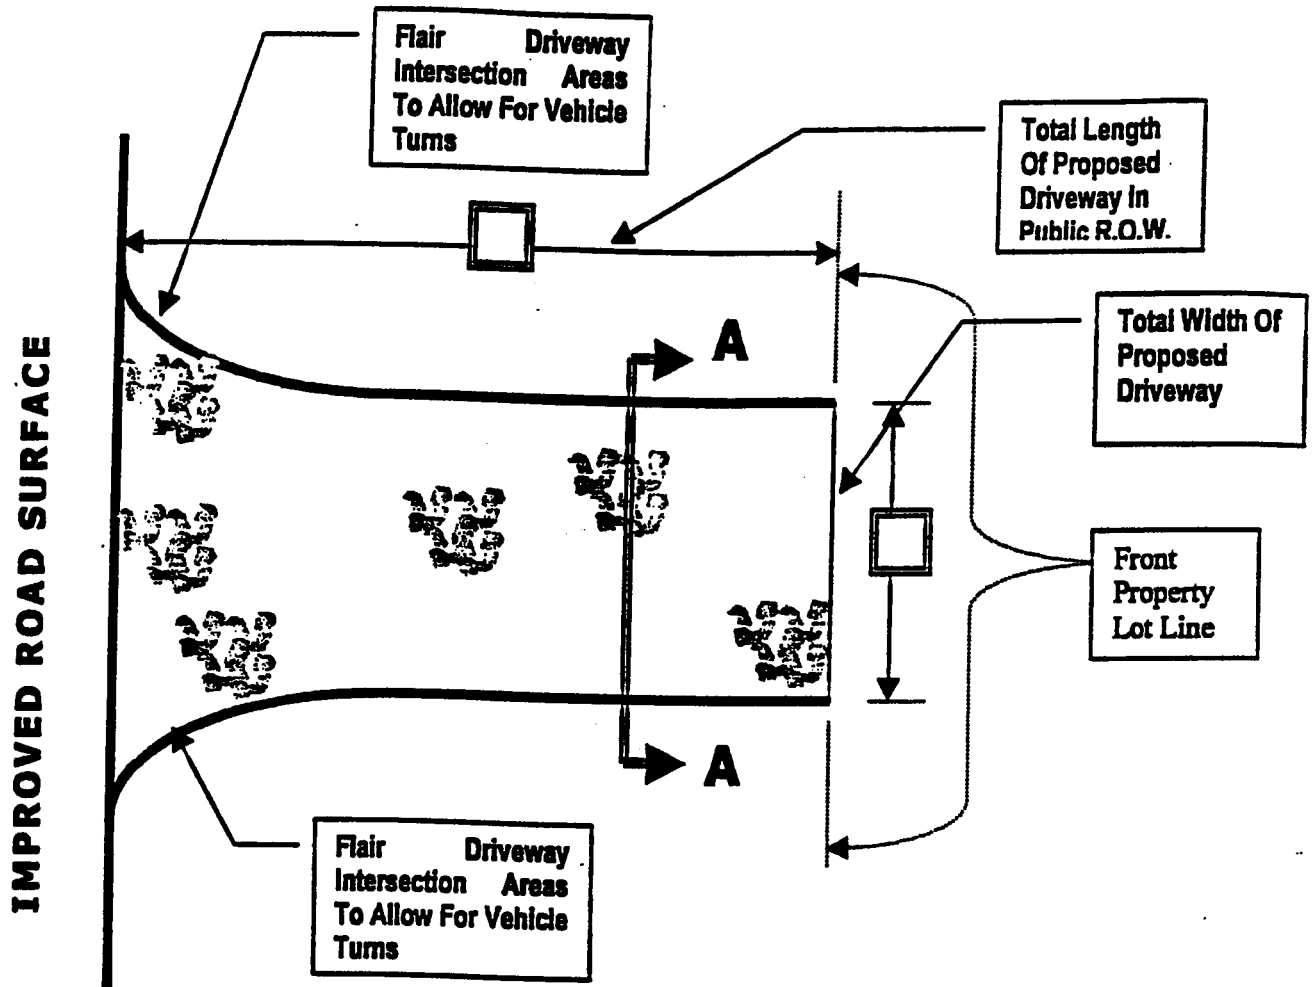 Flair Driveway
Intersection Areas
To Allow For Vehicle
Turns
Total Length
Of Proposed
Driveway In
Public R.O.W.
A
Total Width Of
Proposed
Driveway
IMPROVED ROAD SURFACE
Front
Property
Lot Line
A
Flair Driveway
Intersection Areas
To Allow For Vehicle
Turns